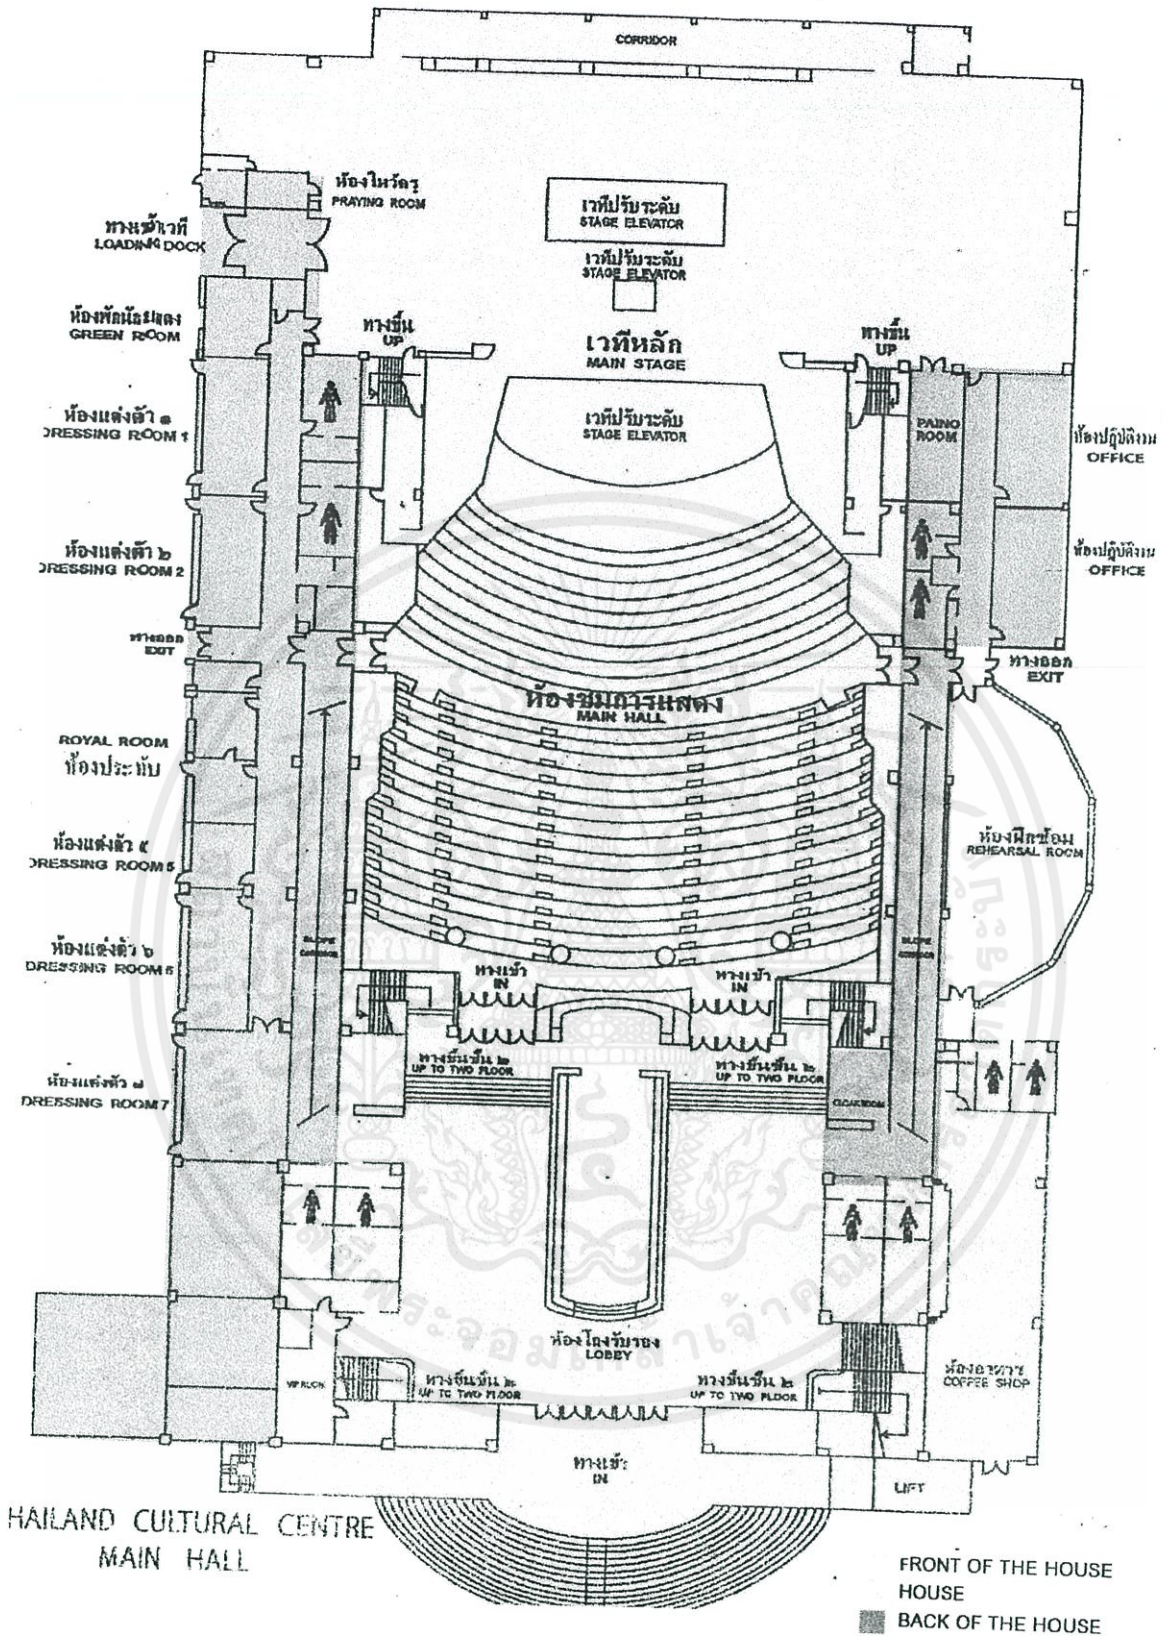 CORRIDOR
ห้องไหว้ครู
PRAYING ROOM
เวทีปรับระดับ
STAGE ELEVATOR
ทางเข้าเวที
LOADING DOCK
เวทีปรับระดับ
STAGE ELEVATOR
ห้องพักนักแสดง
GREEN ROOM
ทางขึ้น
UP
เวทีหลัก
MAIN STAGE
ทางขึ้น
UP
ห้องแต่งตัว ๑
DRESSING ROOM 1
เวทีปรับระดับ
STAGE ELEVATOR
PAINO
ROOM
ห้องปฏิบัติงาน
OFFICE
ห้องแต่งตัว ๒
DRESSING ROOM 2
ห้องปฏิบัติงาน
OFFICE
ทางออก
EXIT
ทางออก
EXIT
ห้องชมการแสดง
MAIN HALL
ROYAL ROOM
ห้องประทับ
ห้องแต่งตัว ๕
DRESSING ROOM 5
ห้องฝึกซ้อม
REHEARSAL ROOM
ห้องแต่งตัว ๖
DRESSING ROOM 6
SLOPE
CORRIDOR
SLOPE
CORRIDOR
ทางเข้า
IN
ทางเข้า
IN
ทางขึ้นชั้น ๒
UP TO TWO FLOOR
ทางขึ้นชั้น ๒
UP TO TWO FLOOR
ห้องแต่งตัว ๗
DRESSING ROOM 7
CLOAKROOM
ห้องโถงรับรอง
LOBBY
VIP ROOM
ทางขึ้นชั้น ๒
UP TO TWO FLOOR
ทางขึ้นชั้น ๒
UP TO TWO FLOOR
ห้องอาหาร
COFFEE SHOP
ทางเข้า
IN
LIFT
HAILAND CULTURAL CENTRE
MAIN HALL
FRONT OF THE HOUSE
HOUSE
BACK OF THE HOUSE